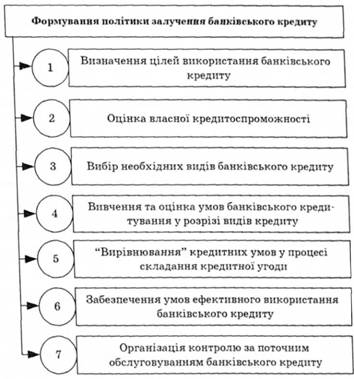 Формування політики залучення банківського кредиту
1
Визначення цілей використання банківського
кредиту
2
Оцінка власної кредитоспроможності
3
Вибір необхідних видів банківського кредиту
4
Вивчення та оцінка умов банківського креди-
тування у розрізі видів кредиту
5
“Вирівнювання” кредитних умов у процесі
складання кредитної угоди
6
Забезпечення умов ефективного використання
банківського кредиту
7
Організація контролю за поточним
обслуговуванням банківського кредиту